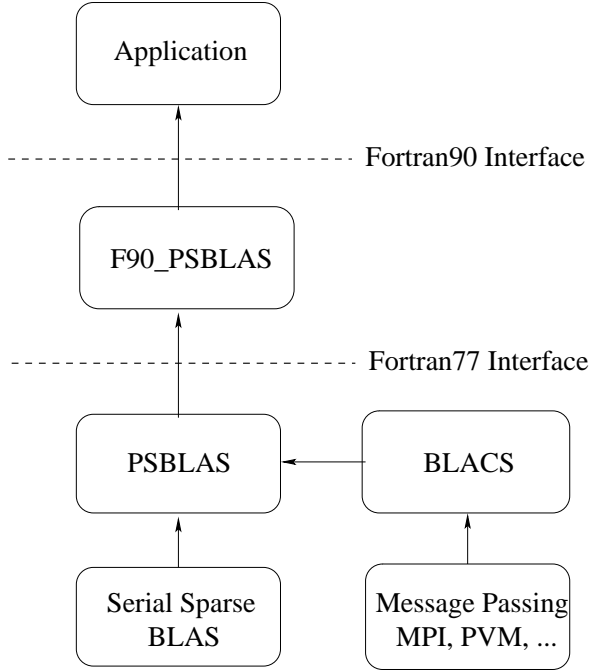 Application
Fortran90 Interface
F90_PSBLAS
Fortran77 Interface
PSBLAS
BLACS
Serial Sparse
BLAS
Message Passing
MPI, PVM, ...